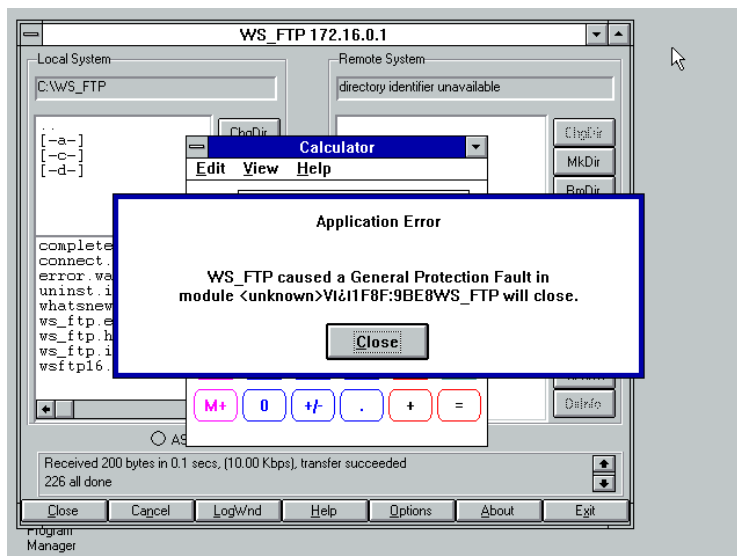 WS_FTP 172.16.0.1
Local System
Remote System
C:\WS_FTP
directory identifier unavailable
..
[-a-]
[-c-]
[-d-]
ChgDir
ChgDir
MkDir
RmDir
Calculator
Edit View Help
Application Error
WS_FTP caused a General Protection Fault in
module <unknown>VI¿I1F8F:9BE8WS_FTP will close.
Close
complete
connect.
error.wa
uninst.i
whatsnew
ws_ftp.e
ws_ftp.h
ws_ftp.i
wsftp16.
M+ 0 +/- . + =
DirInfo
AS
Received 200 bytes in 0.1 secs, (10.00 Kbps), transfer succeeded
226 all done
Close Cancel LogWnd Help Options About Exit
Program
Manager